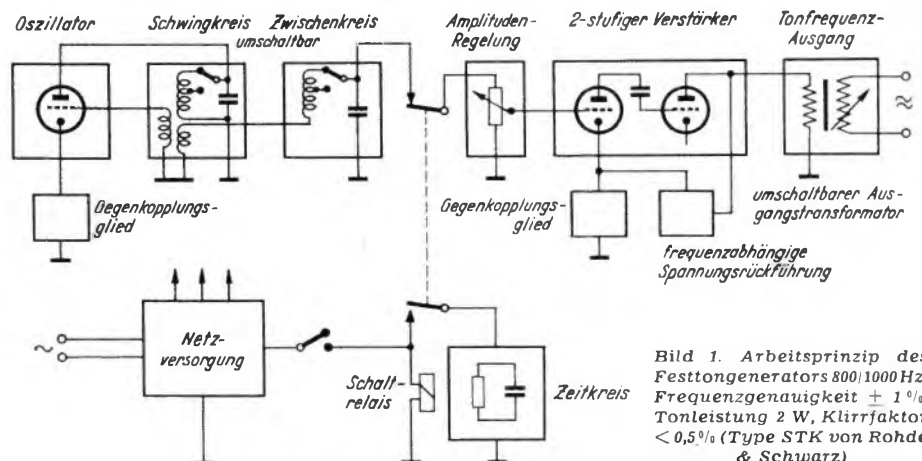 Oszillator
Schwingkreis
Zwischenkreis
umschaltbar
Amplituden-
Regelung
2-stufiger Verstärker
Tonfrequenz-
Ausgang
Gegenkopplungs-
glied
Gegenkopplungs-
glied
frequenzabhängige
Spannungsrückführung
umschaltbarer Aus-
gangstransformator
Netz-
versorgung
Schalt-
relais
Zeitkreis
Bild 1. Arbeitsprinzip des
Festtongenerators 800/1000 Hz,
Frequenzgenauigkeit ± 1 %,
Tonleistung 2 W, Klirrfaktor
< 0,5 % (Type STK von Rohde
& Schwarz)